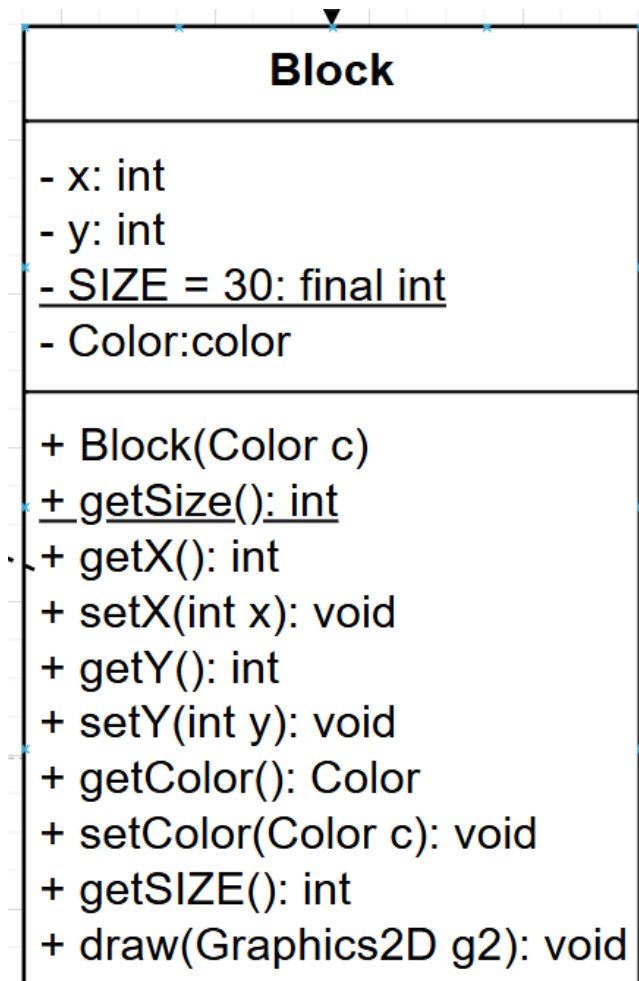 Block
- x: int
- y: int
- SIZE = 30: final int
- Color:color
+ Block(Color c)
+ getSize(): int
+ getX(): int
+ setX(int x): void
+ getY(): int
+ setY(int y): void
+ getColor(): Color
+ setColor(Color c): void
+ getSIZE(): int
+ draw(Graphics2D g2): void